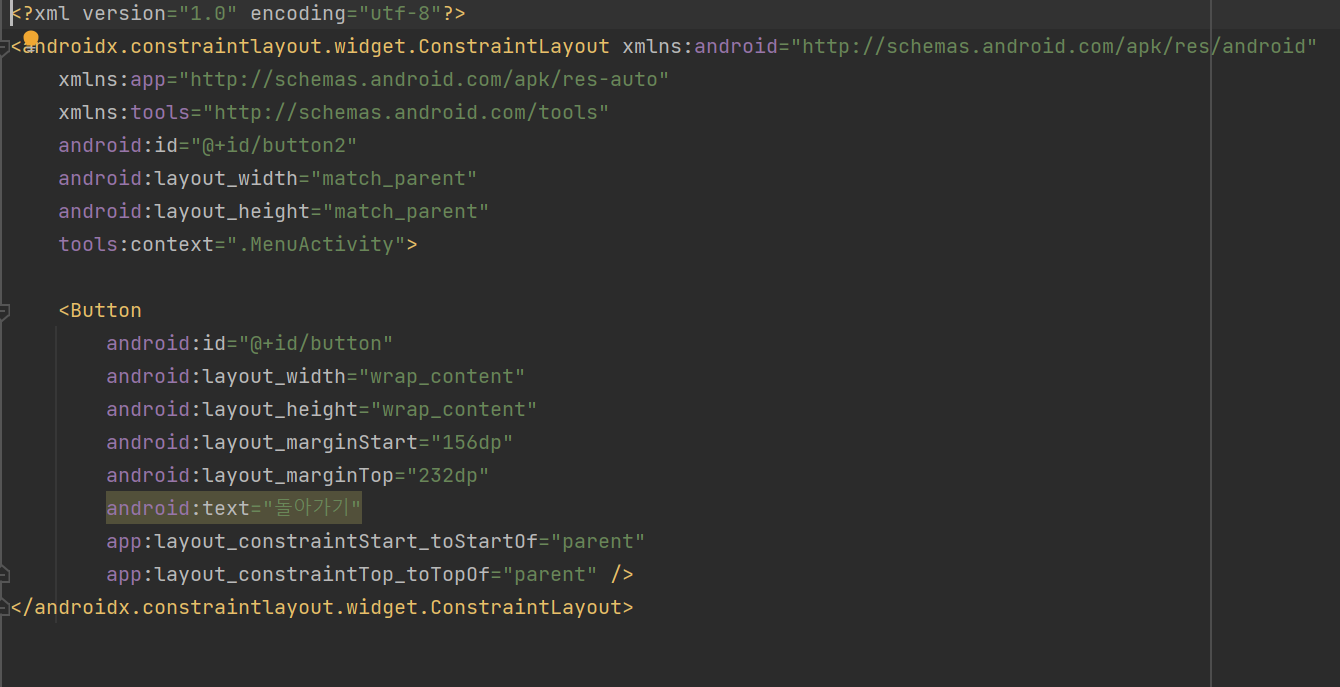 <?xml version="1.0" encoding="utf-8"?>
<androidx.constraintlayout.widget.ConstraintLayout xmlns:android="http://schemas.android.com/apk/res/android"
    xmlns:app="http://schemas.android.com/apk/res-auto"
    xmlns:tools="http://schemas.android.com/tools"
    android:id="@+id/button2"
    android:layout_width="match_parent"
    android:layout_height="match_parent"
    tools:context=".MenuActivity">

    <Button
        android:id="@+id/button"
        android:layout_width="wrap_content"
        android:layout_height="wrap_content"
        android:layout_marginStart="156dp"
        android:layout_marginTop="232dp"
        android:text="돌아가기"
        app:layout_constraintStart_toStartOf="parent"
        app:layout_constraintTop_toTopOf="parent" />
</androidx.constraintlayout.widget.ConstraintLayout>